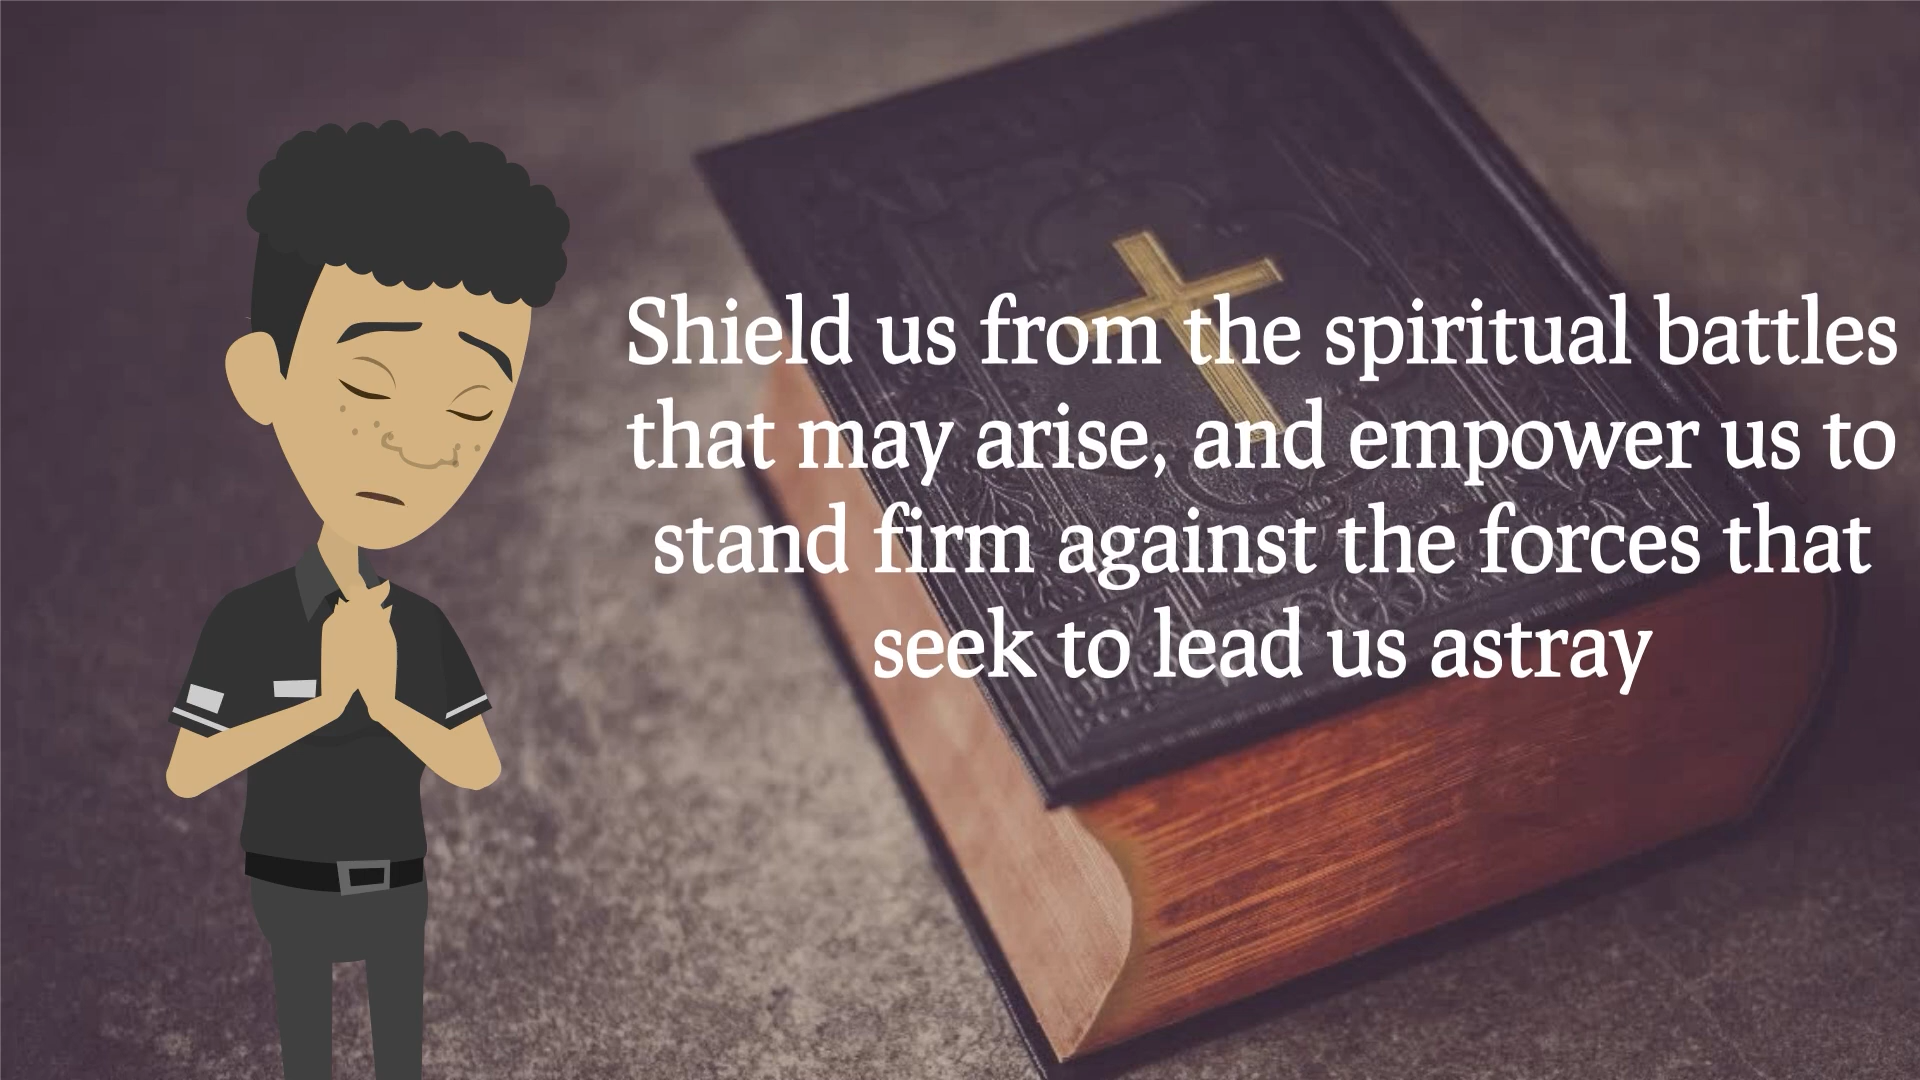 Shield us from the spiritual battles
that may arise, and empower us to
stand firm against the forces that
seek to lead us astray